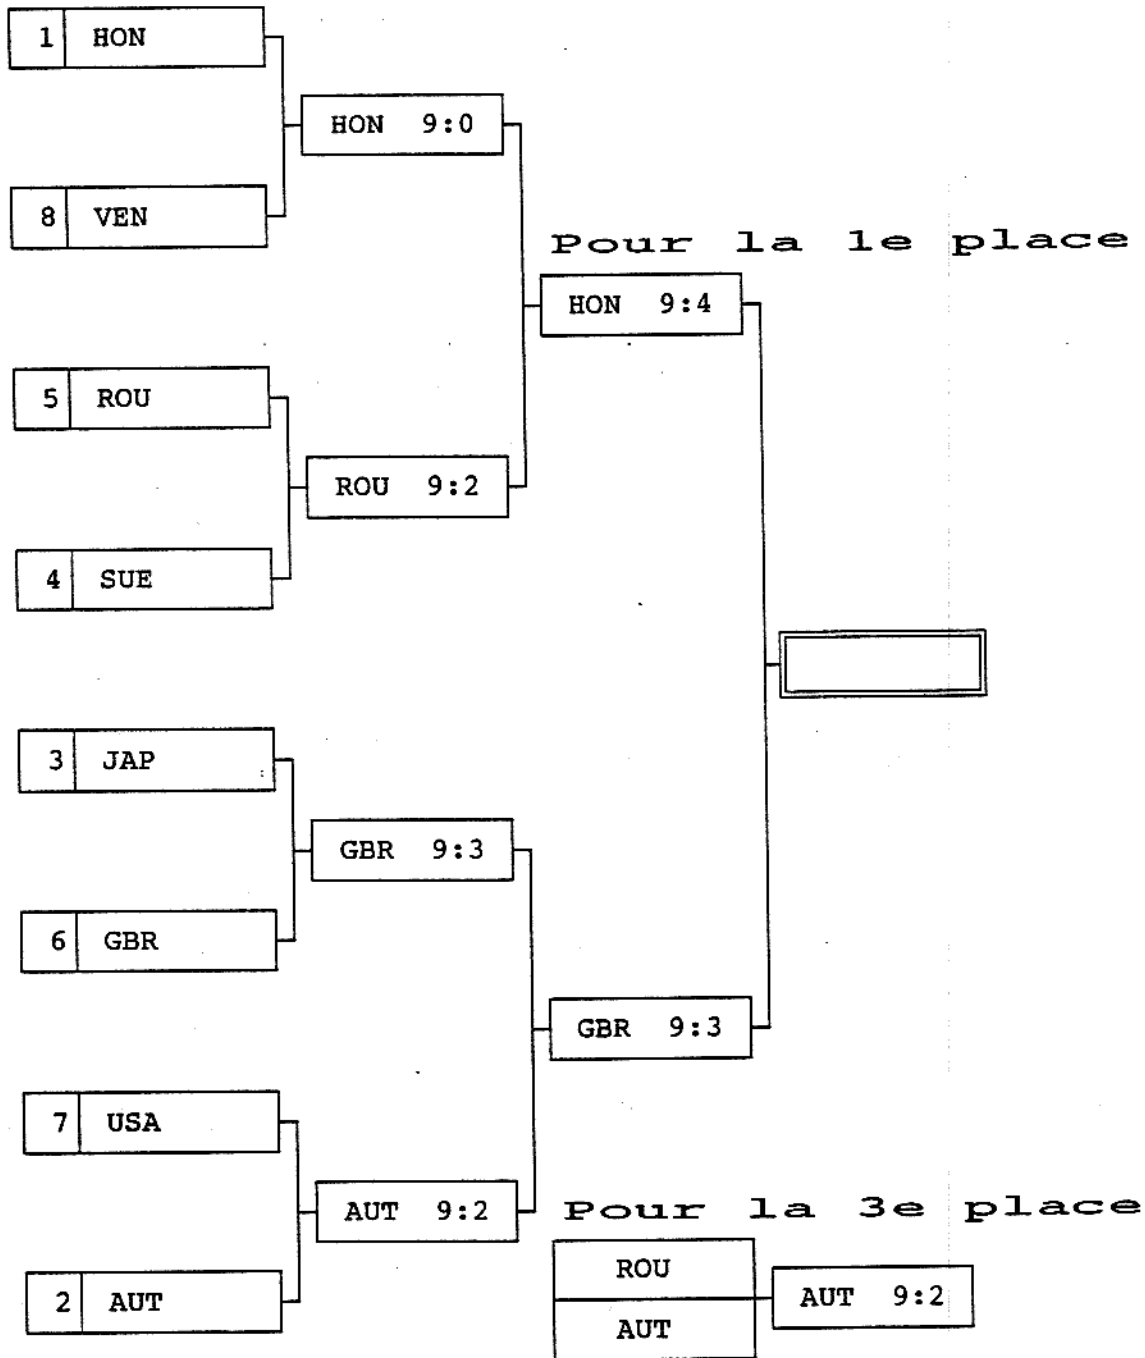 1 HON
HON 9:0
8 VEN
Pour la 1e place
HON 9:4
5 ROU
ROU 9:2
4 SUE
3 JAP
GBR 9:3
6 GBR
GBR 9:3
7 USA
AUT 9:2
Pour la 3e place
ROU
2 AUT
AUT 9:2
AUT